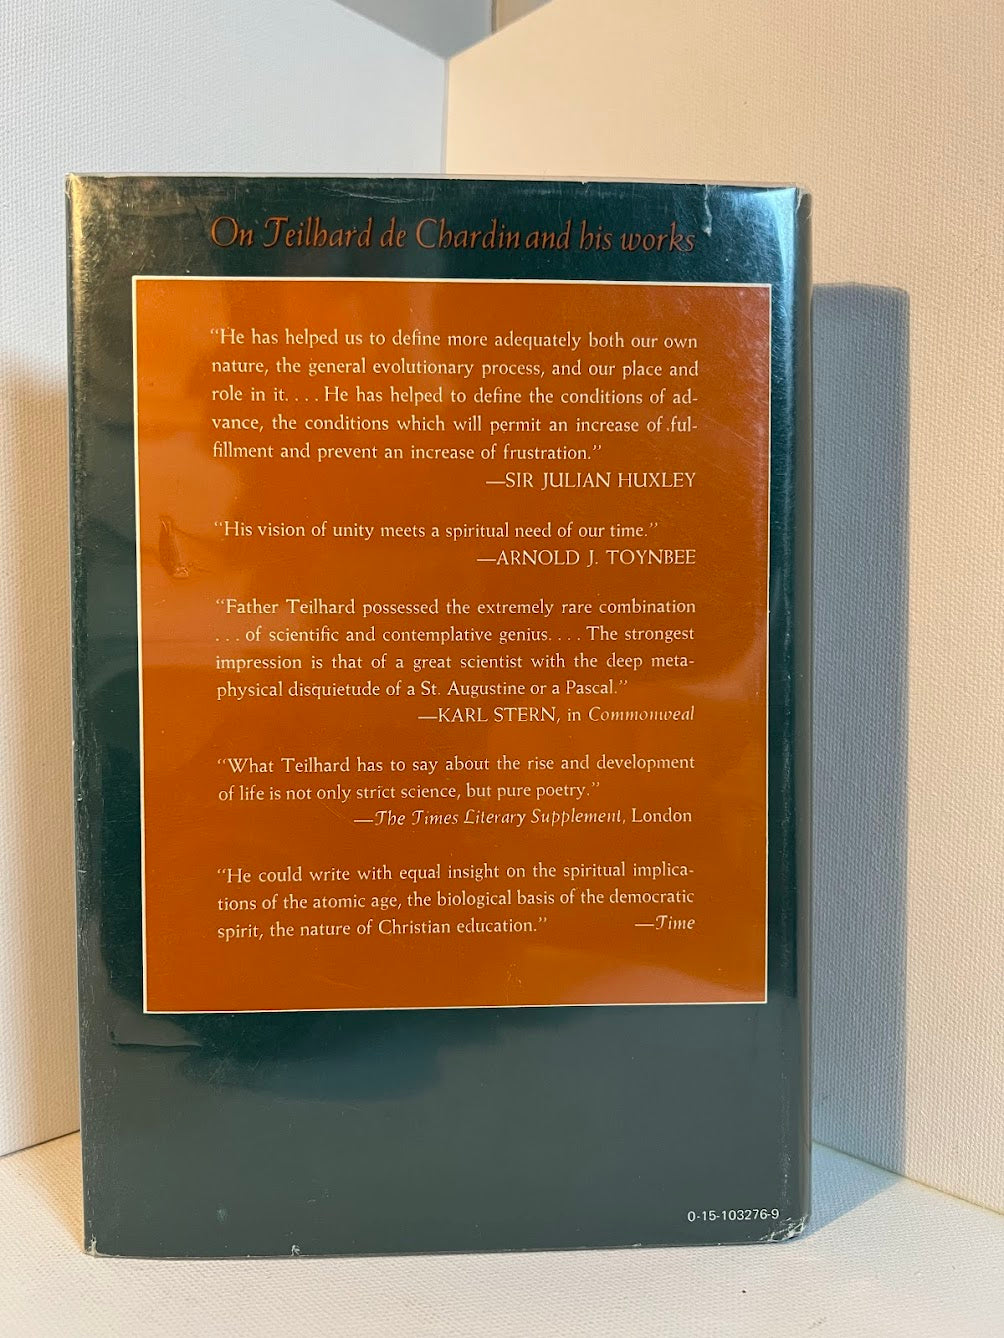 On Teilhard de Chardin and his works
“He has helped us to define more adequately both our own
nature, the general evolutionary process, and our place and
role in it. . . . He has helped to define the conditions of ad-
vance, the conditions which will permit an increase of ful-
fillment and prevent an increase of frustration.”
—SIR JULIAN HUXLEY
“His vision of unity meets a spiritual need of our time.”
—ARNOLD J. TOYNBEE
“Father Teilhard possessed the extremely rare combination
. . . of scientific and contemplative genius. . . . The strongest
impression is that of a great scientist with the deep meta-
physical disquietude of a St. Augustine or a Pascal.”
—KARL STERN, in Commonweal
“What Teilhard has to say about the rise and development
of life is not only strict science, but pure poetry.”
—The Times Literary Supplement, London
“He could write with equal insight on the spiritual implica-
tions of the atomic age, the biological basis of the democratic
spirit, the nature of Christian education.” —Time
0-15-103276-9